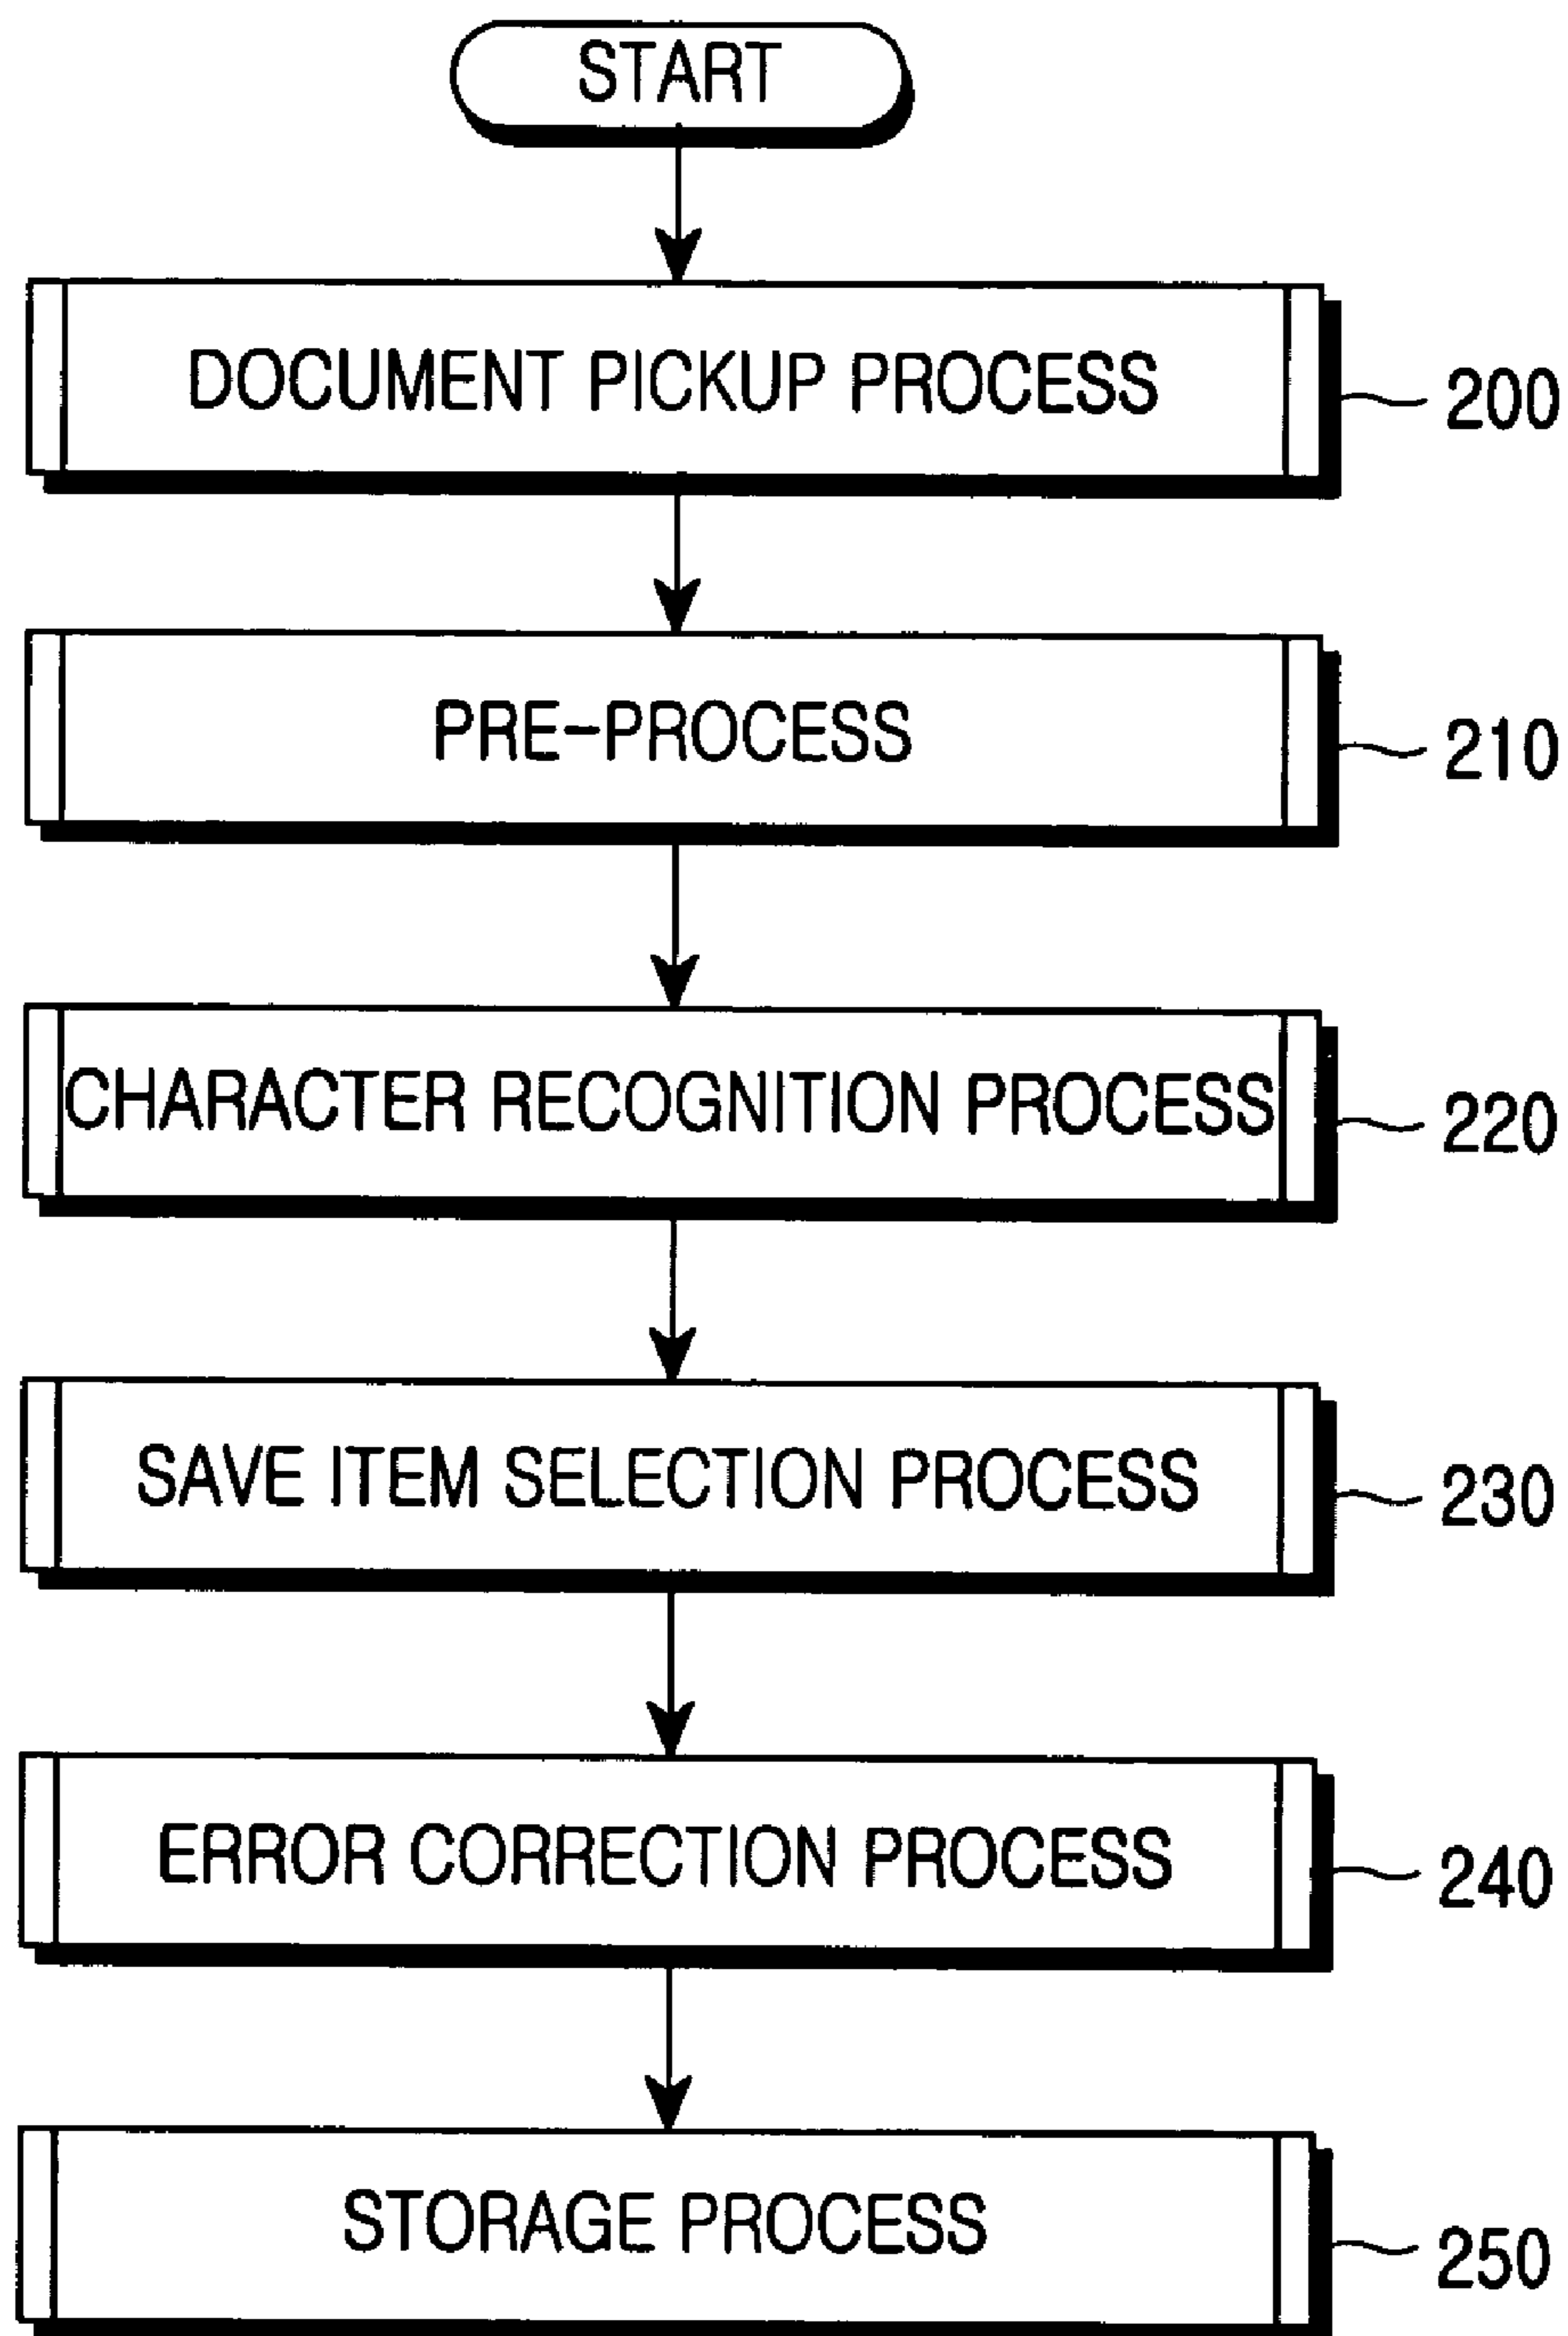 START
DOCUMENT PICKUP PROCESS
200
PRE-PROCESS
210
CHARACTER RECOGNITION PROCESS
220
SAVE ITEM SELECTION PROCESS
230
ERROR CORRECTION PROCESS
240
STORAGE PROCESS
250